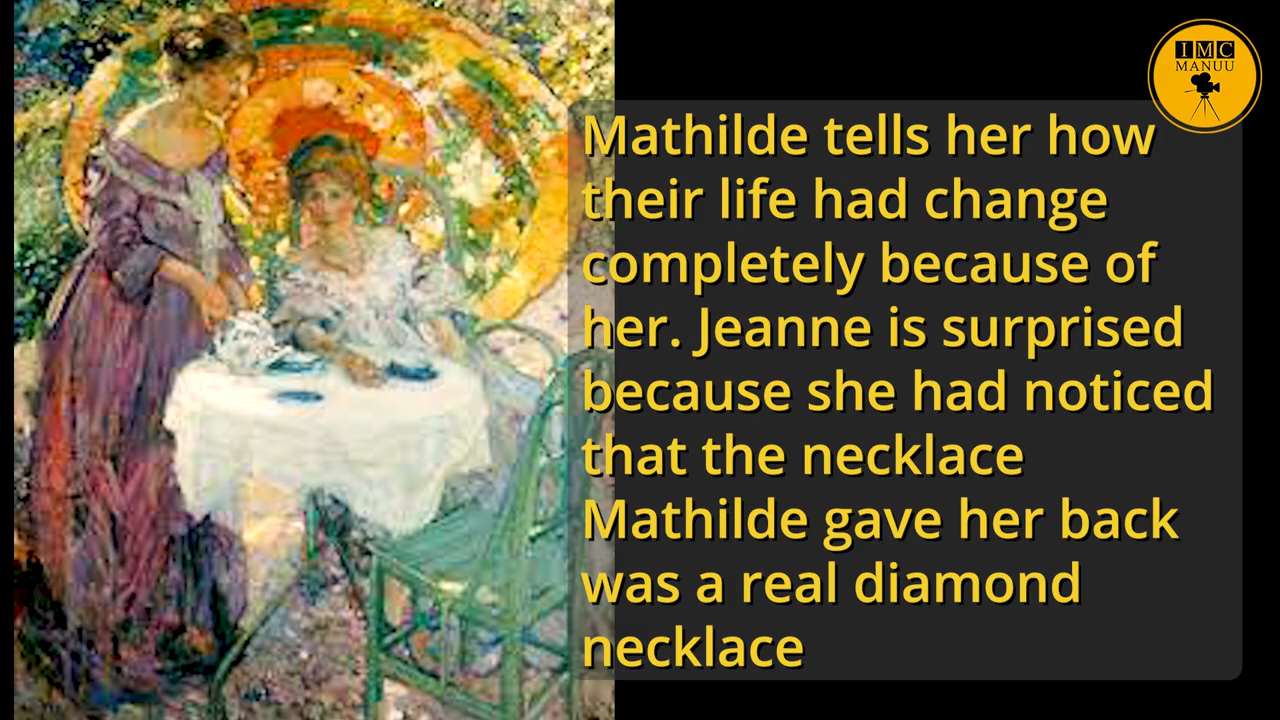 IMC
MANUU
Mathilde tells her how
their life had change
completely because of
her. Jeanne is surprised
because she had noticed
that the necklace
Mathilde gave her back
was a real diamond
necklace